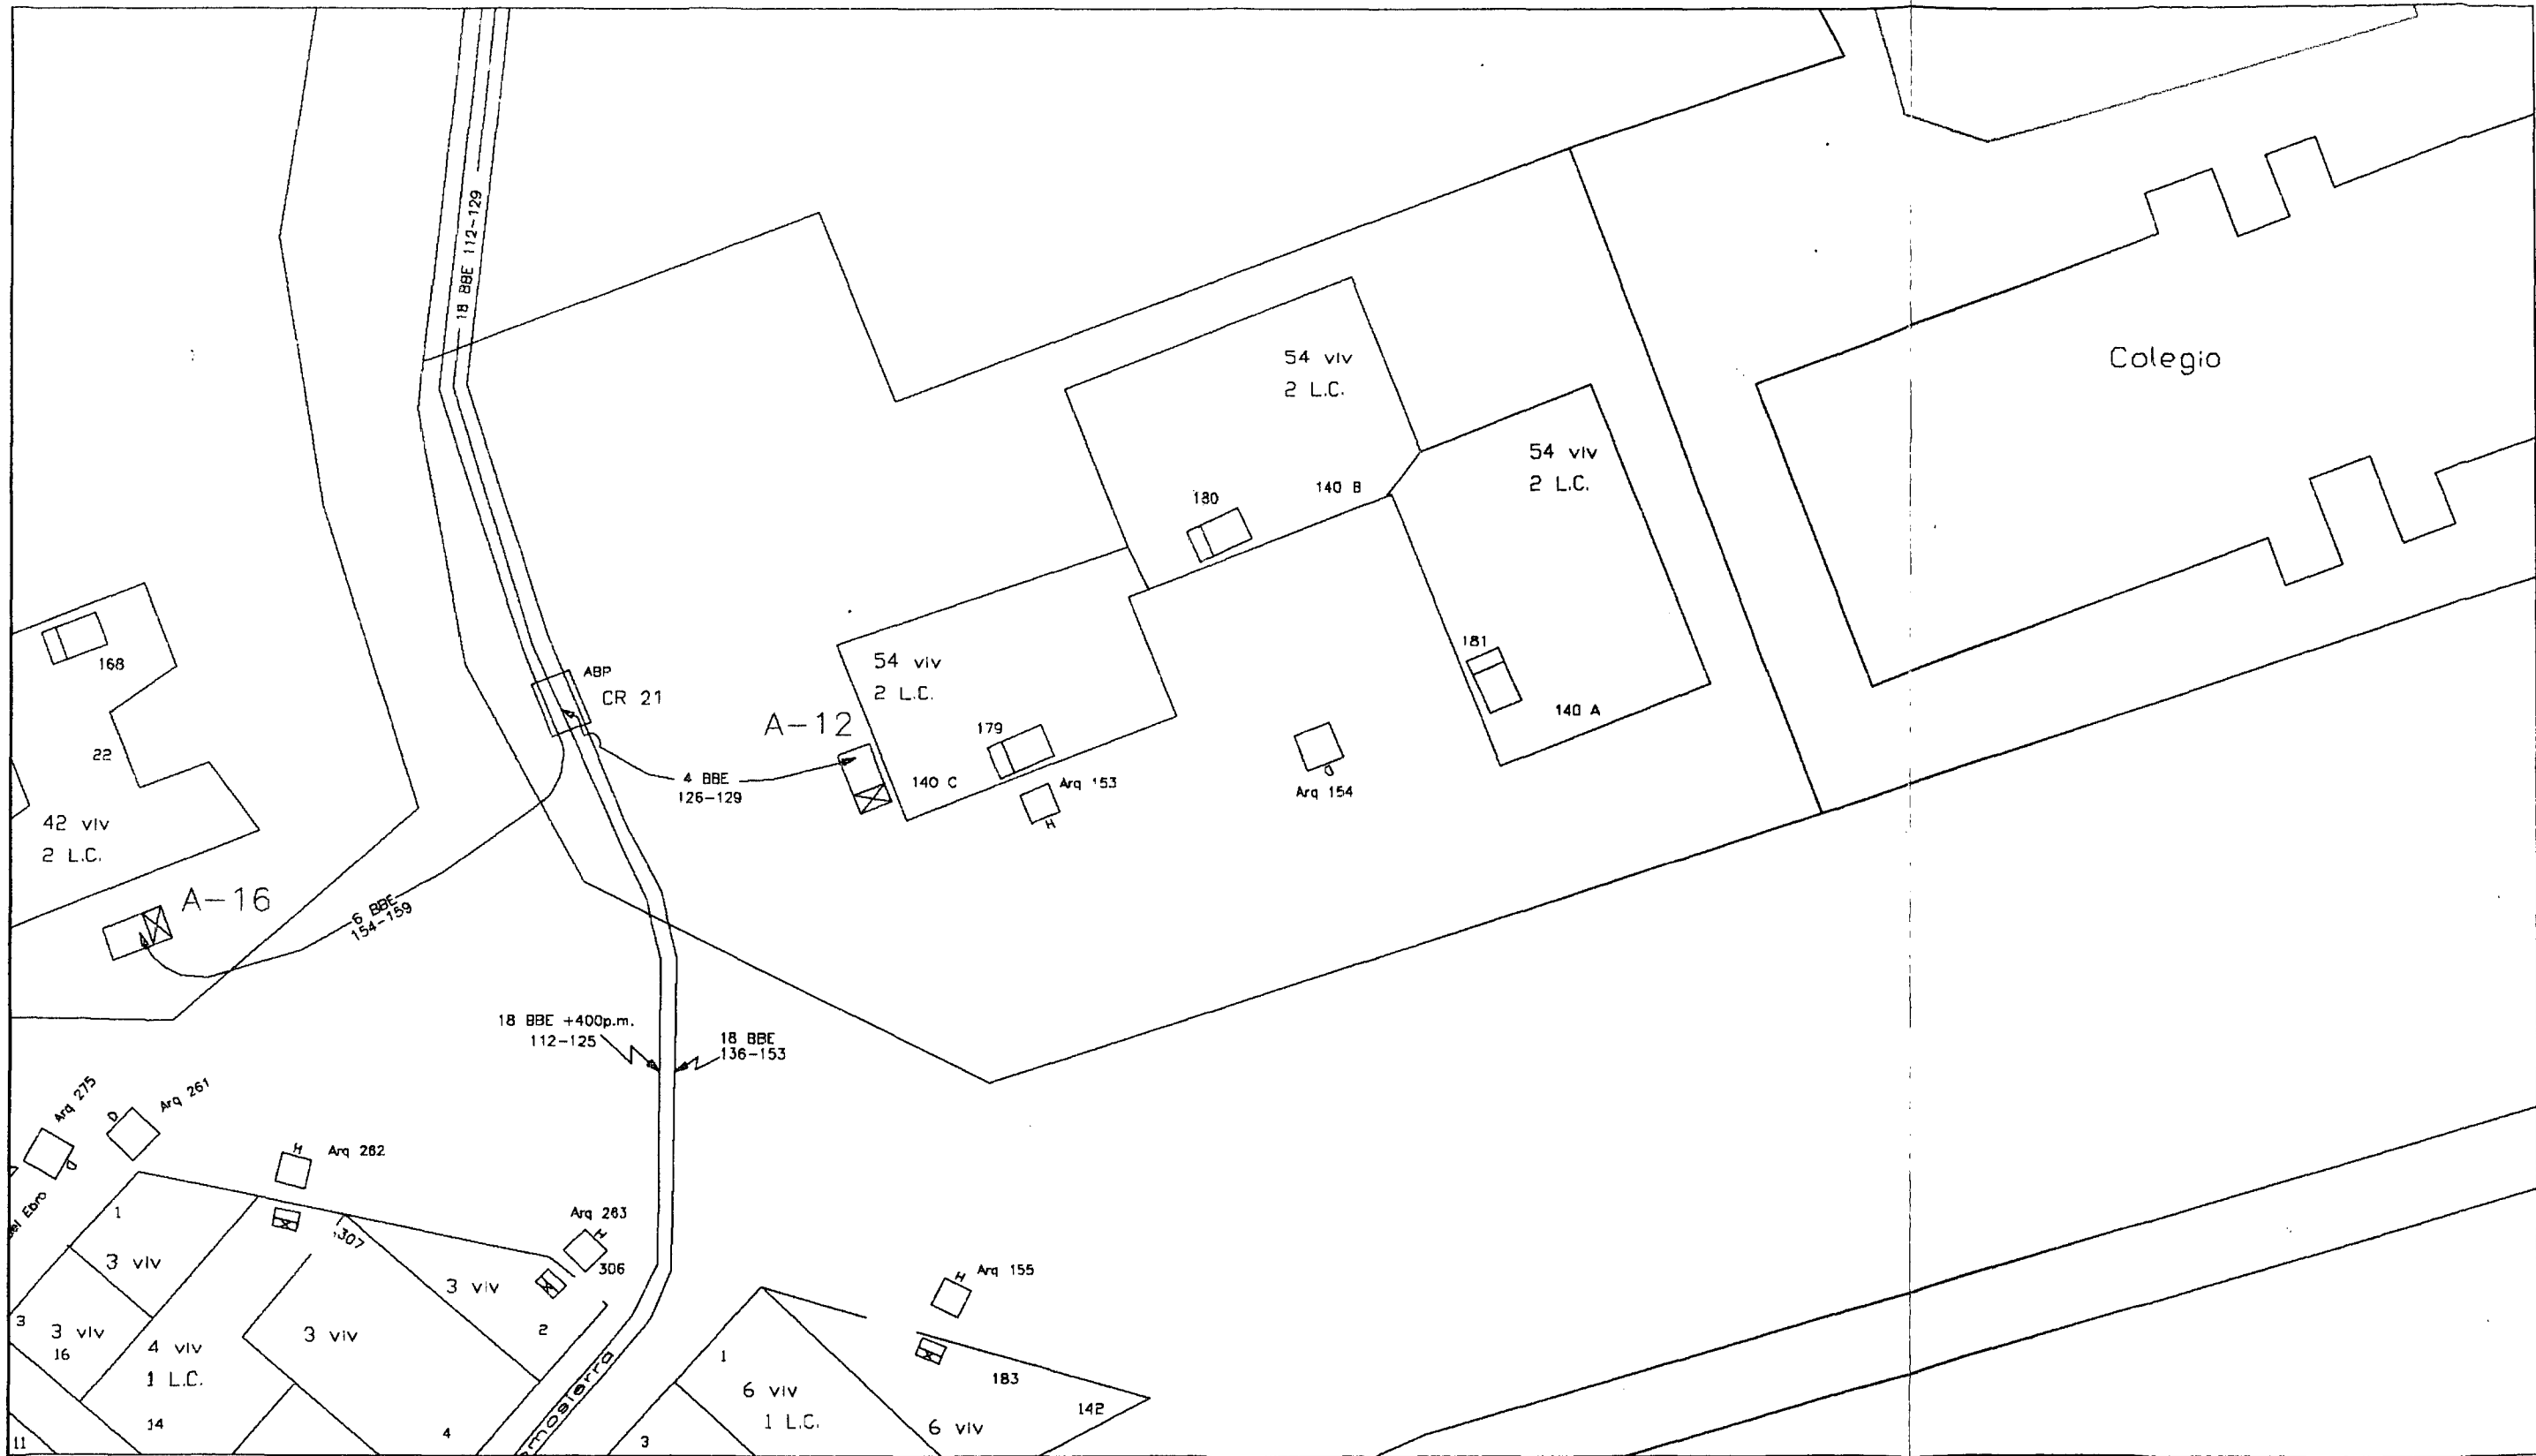 18 BBE 112-129
54 viv
2 L.C.
Colegio
54 viv
2 L.C.
180
140 B
168
ABP
CR 21
54 viv
2 L.C.
181
140 A
A-12
179
22
4 BBE
126-129
140 C
Arq 153
H
D
Arq 154
42 viv
2 L.C.
A-16
6 BBE
154-159
18 BBE +400p.m.
112-125
18 BBE
136-153
Arq 275
D
D
Arq 261
H
Arq 262
el Ebro
1
3 viv
307
3 viv
Arq 263
H
306
3
3 viv
16
4 viv
1 L.C.
14
3 viv
2
4
11
mosierra
H
Arq 155
1
6 viv
1 L.C.
3
183
142
6 viv